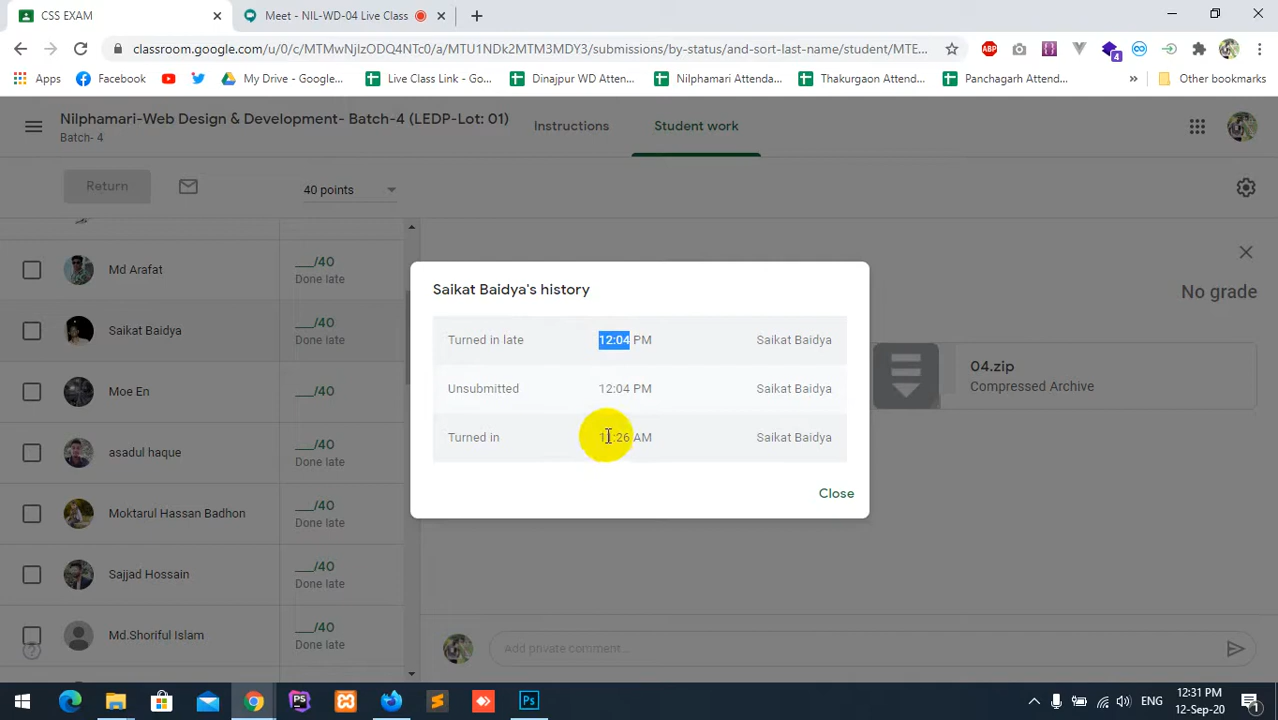 CSS EXAM
Meet - NIL-WD-04 Live Class
classroom.google.com/u/0/c/MTMwNjIzODQ4NTc0/a/MTU1NDk2MTM3MDY3/submissions/by-status/and-sort-last-name/student/MTE...
ABP
4
Apps
Facebook
My Drive - Google...
Live Class Link - Go...
Dinajpur WD Atten...
Nilphamari Attenda...
Thakurgaon Attend...
Panchagarh Attend...
»
Other bookmarks
Nilphamari-Web Design & Development- Batch-4 (LEDP-Lot: 01)
Batch- 4
Instructions
Student work
Return
40 points
Md Arafat
___/40
Done late
Saikat Baidya
___/40
Done late
Moe En
___/40
Done late
asadul haque
___/40
Done late
Moktarul Hassan Badhon
___/40
Done late
Sajjad Hossain
___/40
Done late
Md.Shoriful Islam
___/40
Done late
No grade
04.zip
Compressed Archive
Saikat Baidya's history
Turned in late 12:04 PM Saikat Baidya
Unsubmitted 12:04 PM Saikat Baidya
Turned in 11:26 AM Saikat Baidya
Close
Add private comment...
PS
Ps
ENG
12:31 PM
12-Sep-20
1